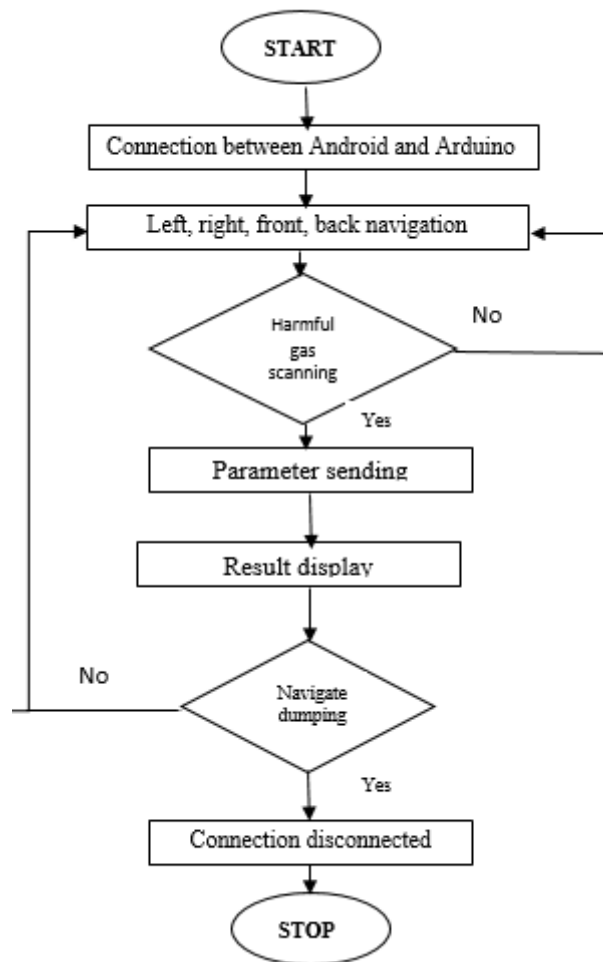 START
Connection between Android and Arduino
Left, right, front, back navigation
Harmful
gas
scanning
No
Yes
Parameter sending
Result display
No
Navigate
dumping
Yes
Connection disconnected
STOP